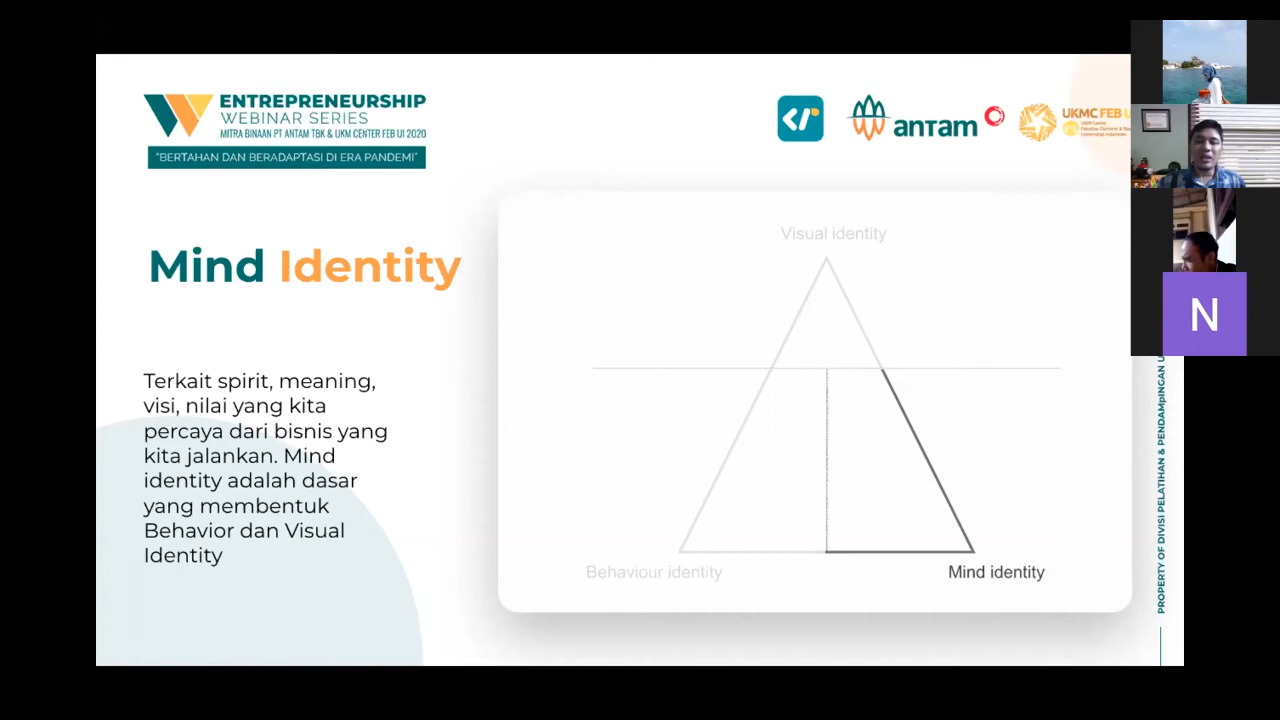 ENTREPRENEURSHIP
WEBINAR SERIES
MITRA BINAAN PT ANTAM TBK & UKM CENTER FEB UI 2020
"BERTAHAN DAN BERADAPTASI DI ERA PANDEMI"
antam
UKMC FEB U
UKM Center
Mind Identity
Terkait spirit, meaning,
visi, nilai yang kita
percaya dari bisnis yang
kita jalankan. Mind
identity adalah dasar
yang membentuk
Behavior dan Visual
Identity
Visual identity
Behaviour identity
Mind identity
N
PROPERTY OF DIVISI PELATIHAN & PENDAMpINGAN U